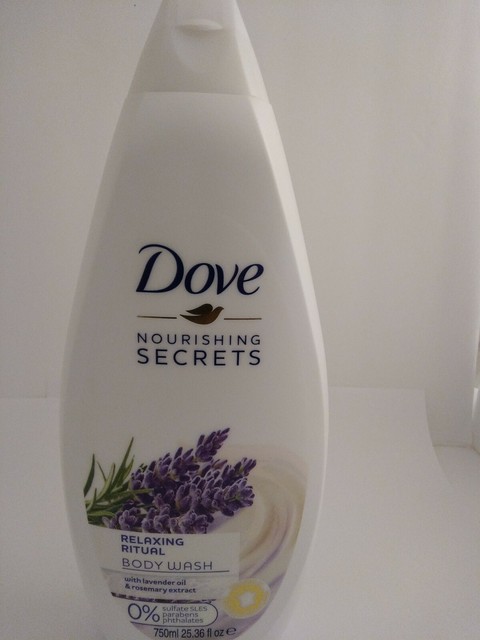 Dove
NOURISHING
SECRETS
RELAXING
RITUAL
BODY WASH
with lavender oil
& rosemary extract
0% sulfate SLES
parabens
phthalates
750ml 25.36 fl oz e